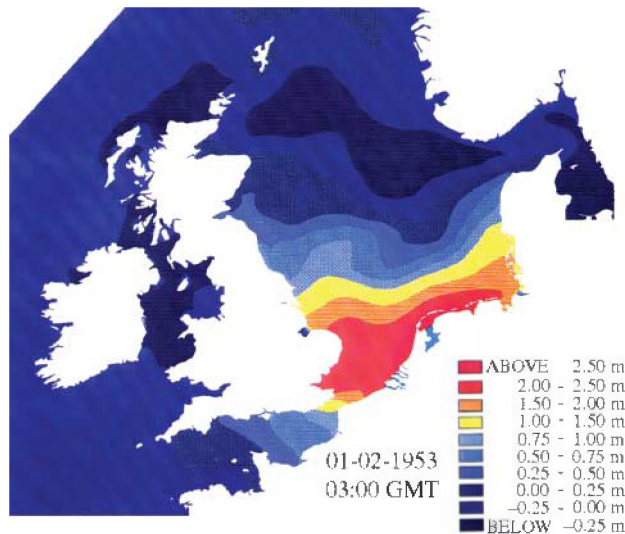 ABOVE 2.50 m
2.00 - 2.50 m
1.50 - 2.00 m
1.00 - 1.50 m
0.75 - 1.00 m
0.50 - 0.75 m
0.25 - 0.50 m
0.00 - 0.25 m
-0.25 - 0.00 m
BELOW -0.25 m
01-02-1953
03:00 GMT